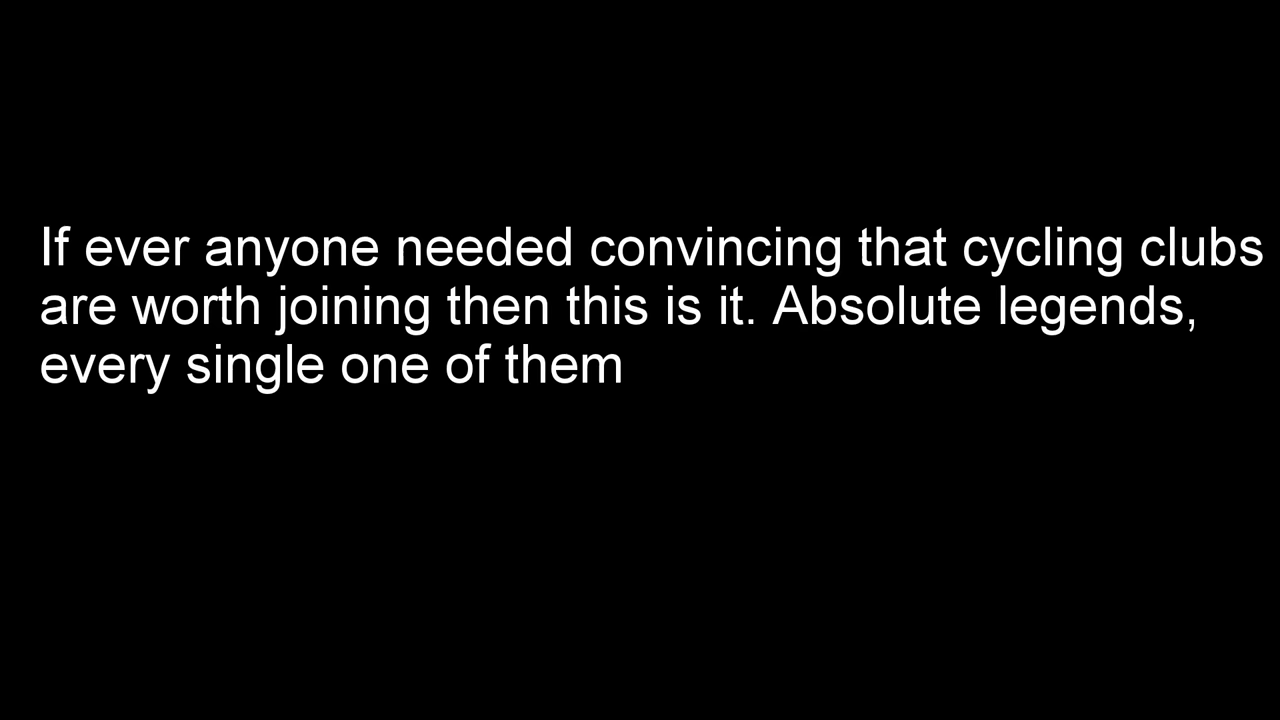 If ever anyone needed convincing that cycling clubs
are worth joining then this is it. Absolute legends,
every single one of them